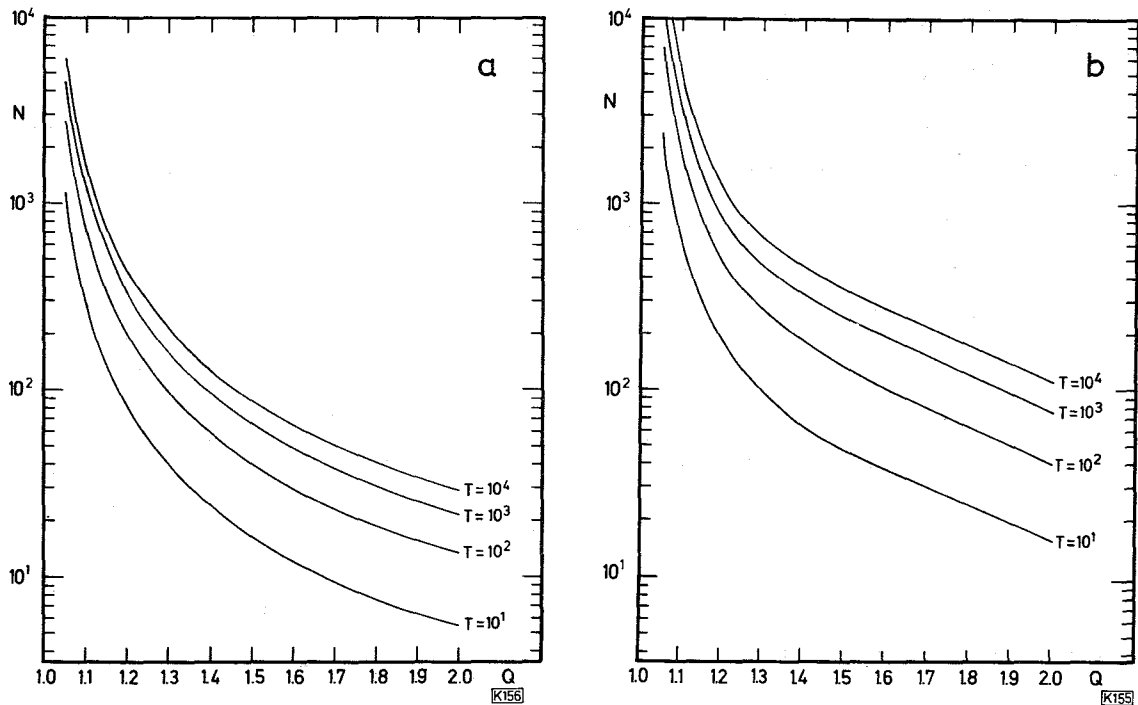 a
N
10⁴
10³
10²
10¹
T = 10⁴
T = 10³
T = 10²
T = 10¹
1.0 1.1 1.2 1.3 1.4 1.5 1.6 1.7 1.8 1.9 2.0 Q
K156
b
N
10⁴
10³
10²
10¹
T = 10⁴
T = 10³
T = 10²
T = 10¹
1.0 1.1 1.2 1.3 1.4 1.5 1.6 1.7 1.8 1.9 2.0 Q
K155